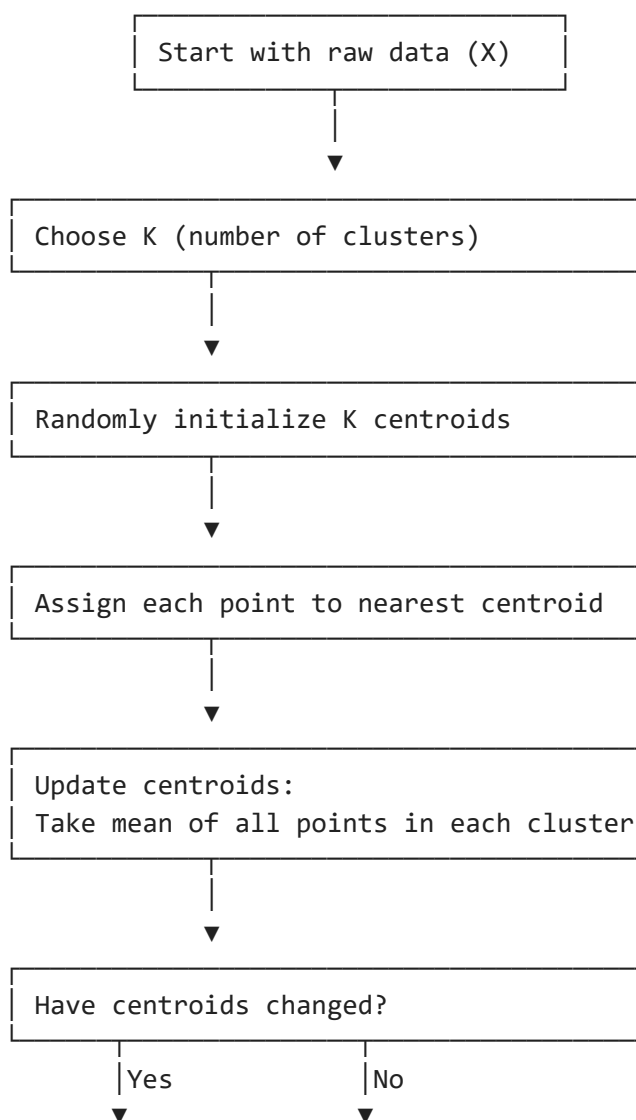 Start with raw data (X)
Choose K (number of clusters)
Randomly initialize K centroids
Assign each point to nearest centroid
Update centroids:
Take mean of all points in each cluster
Have centroids changed?
Yes No